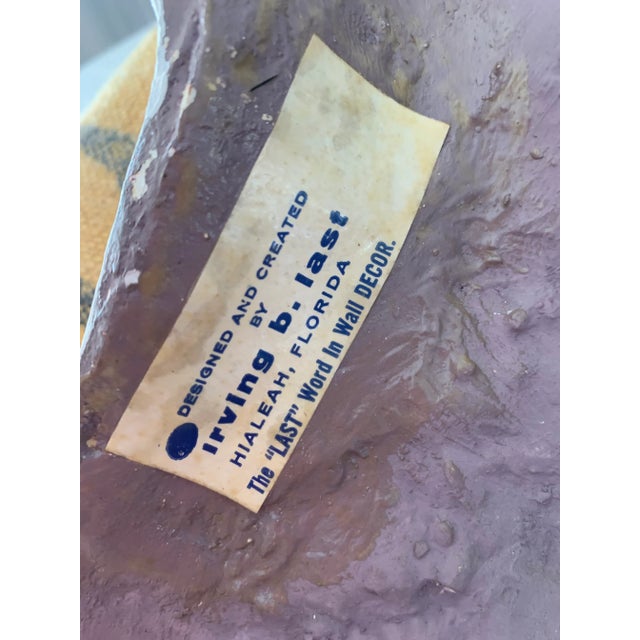 DESIGNED AND CREATED
BY
irving b. last
HIALEAH, FLORIDA
The "LAST" Word In Wall DECOR.